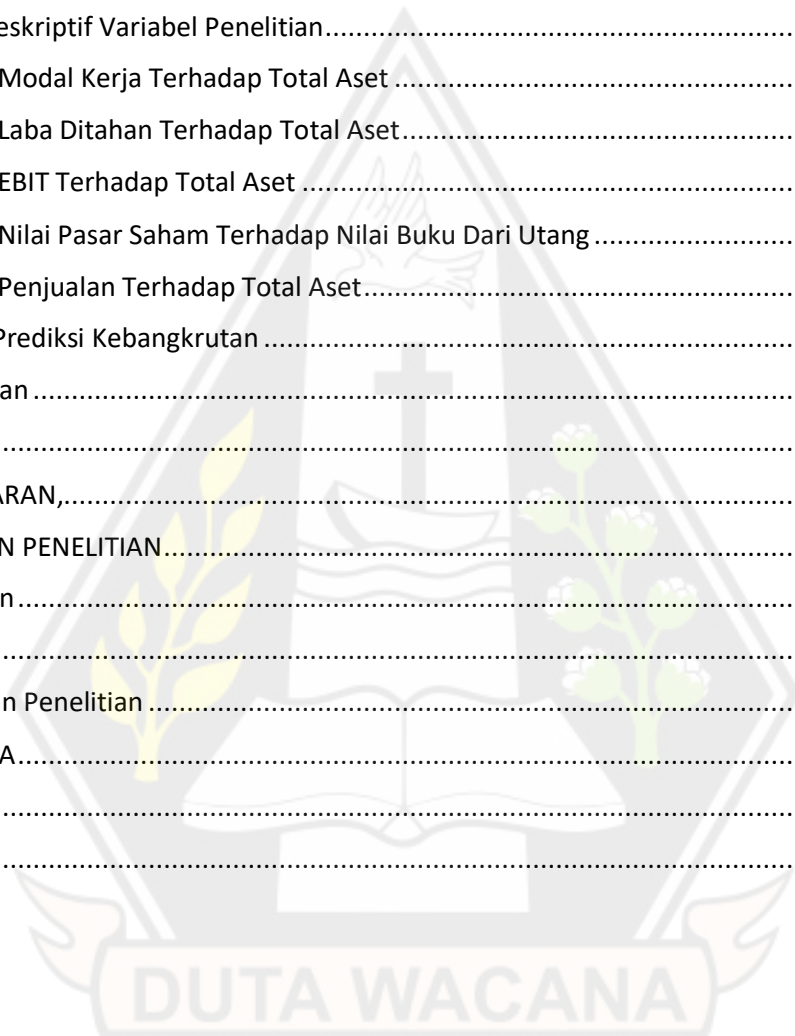 eskriptif Variabel Penelitian........................................................
Modal Kerja Terhadap Total Aset ................................................
Laba Ditahan Terhadap Total Aset...............................................
EBIT Terhadap Total Aset ...........................................................
Nilai Pasar Saham Terhadap Nilai Buku Dari Utang ........................
Penjualan Terhadap Total Aset....................................................
Prediksi Kebangkrutan ...............................................................
an .............................................................................................
.................................................................................................
ARAN,.........................................................................................
N PENELITIAN..............................................................................
n ...............................................................................................
.................................................................................................
n Penelitian ................................................................................
A................................................................................................
.................................................................................................
.................................................................................................
DUTA WACANA